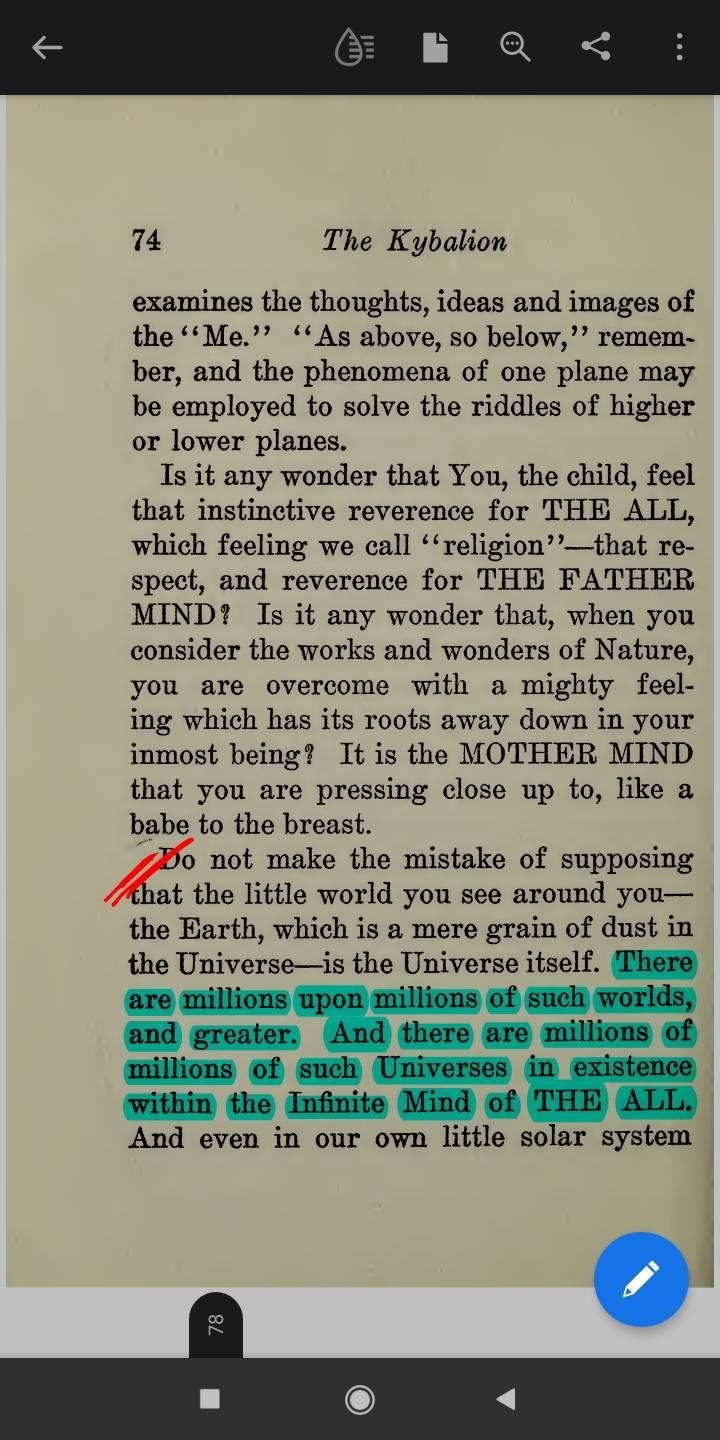 74 The Kybalion
examines the thoughts, ideas and images of
the ‘‘Me.’’ ‘‘As above, so below,’’ remem-
ber, and the phenomena of one plane may
be employed to solve the riddles of higher
or lower planes.
Is it any wonder that You, the child, feel
that instinctive reverence for THE ALL,
which feeling we call ‘‘religion’’—that re-
spect, and reverence for THE FATHER
MIND? Is it any wonder that, when you
consider the works and wonders of Nature,
you are overcome with a mighty feel-
ing which has its roots away down in your
inmost being? It is the MOTHER MIND
that you are pressing close up to, like a
babe to the breast.
Do not make the mistake of supposing
that the little world you see around you—
the Earth, which is a mere grain of dust in
the Universe—is the Universe itself. There
are millions upon millions of such worlds,
and greater. And there are millions of
millions of such Universes in existence
within the Infinite Mind of THE ALL.
And even in our own little solar system
78